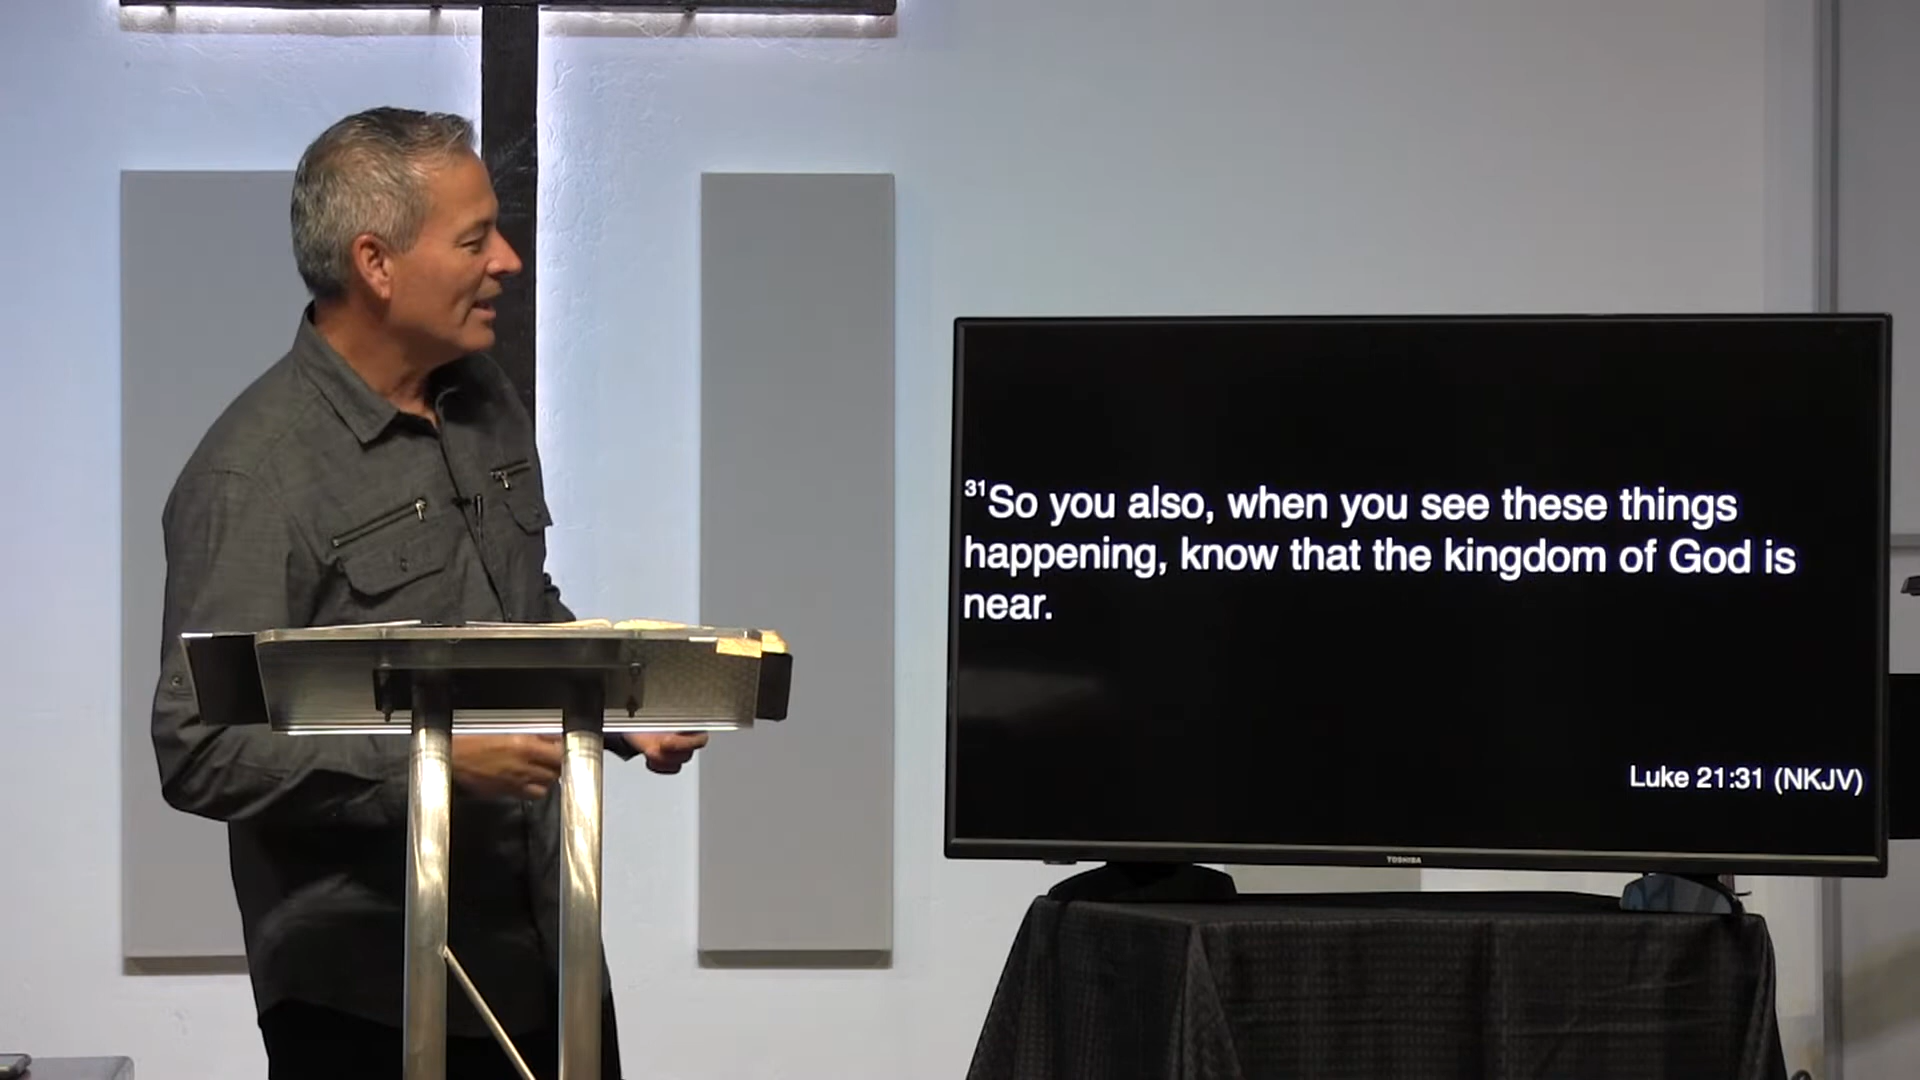 31So you also, when you see these things
happening, know that the kingdom of God is
near.
Luke 21:31 (NKJV)
TOSHIBA